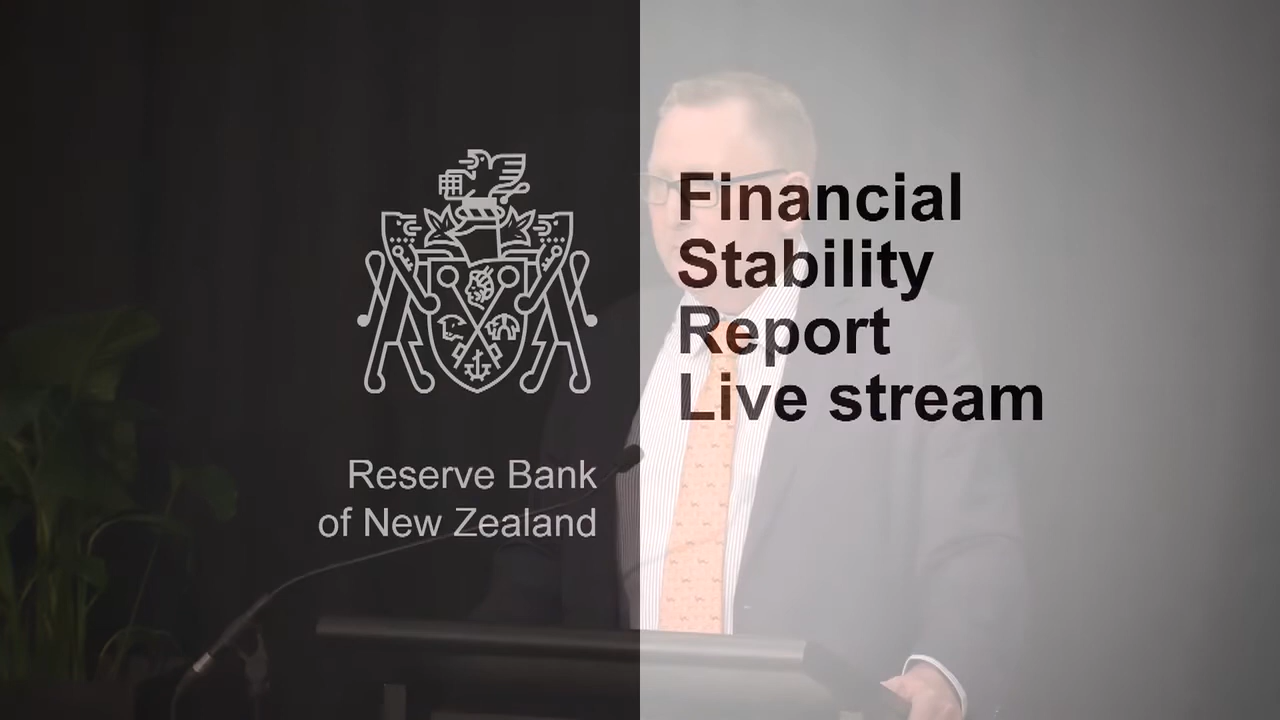 Reserve Bank
of New Zealand
Financial
Stability
Report
Live stream